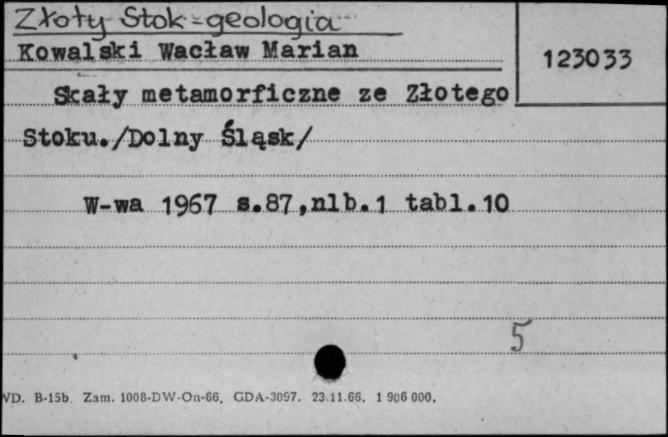 Złoty Stok - geologia
Kowalski Wacław Marian
123033
Skały metamorficzne ze Złotego
Stoku./Dolny Śląsk/
W-wa 1967 s.87,nlb.1 tabl.10
5
WD. B-15b. Zam. 1008-DW-On-66. GDA-3097. 23.11.66. 1 906 000.